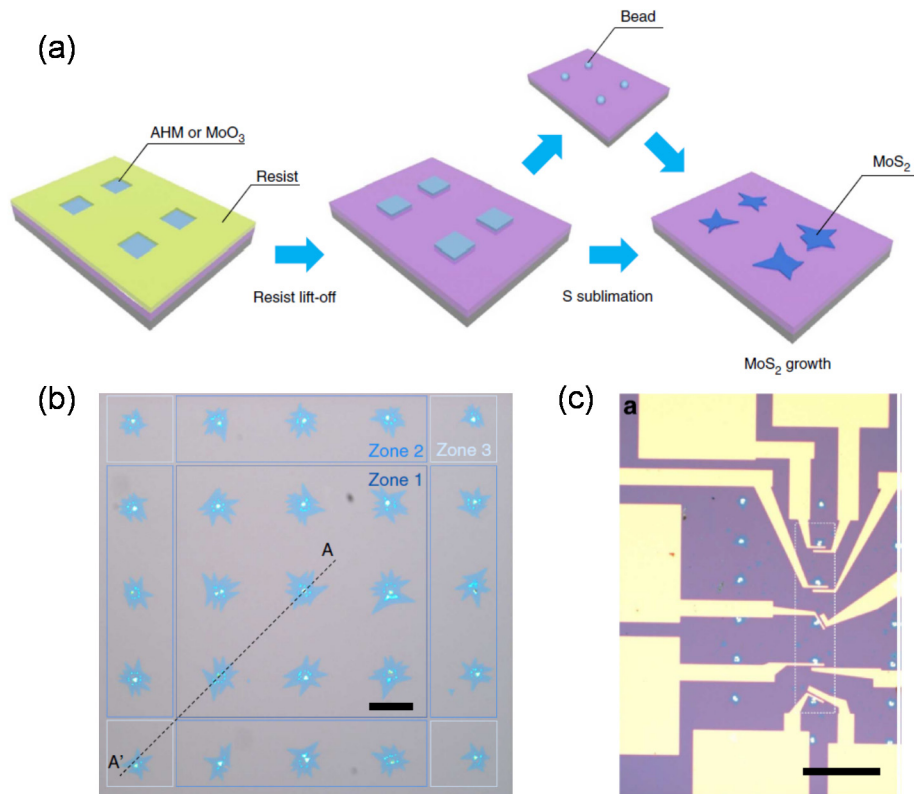 (a)
Bead
AHM or MoO₃
Resist
MoS₂
Resist lift-off
S sublimation
MoS₂ growth
(b)
Zone 2
Zone 3
Zone 1
A
A'
(c)
a